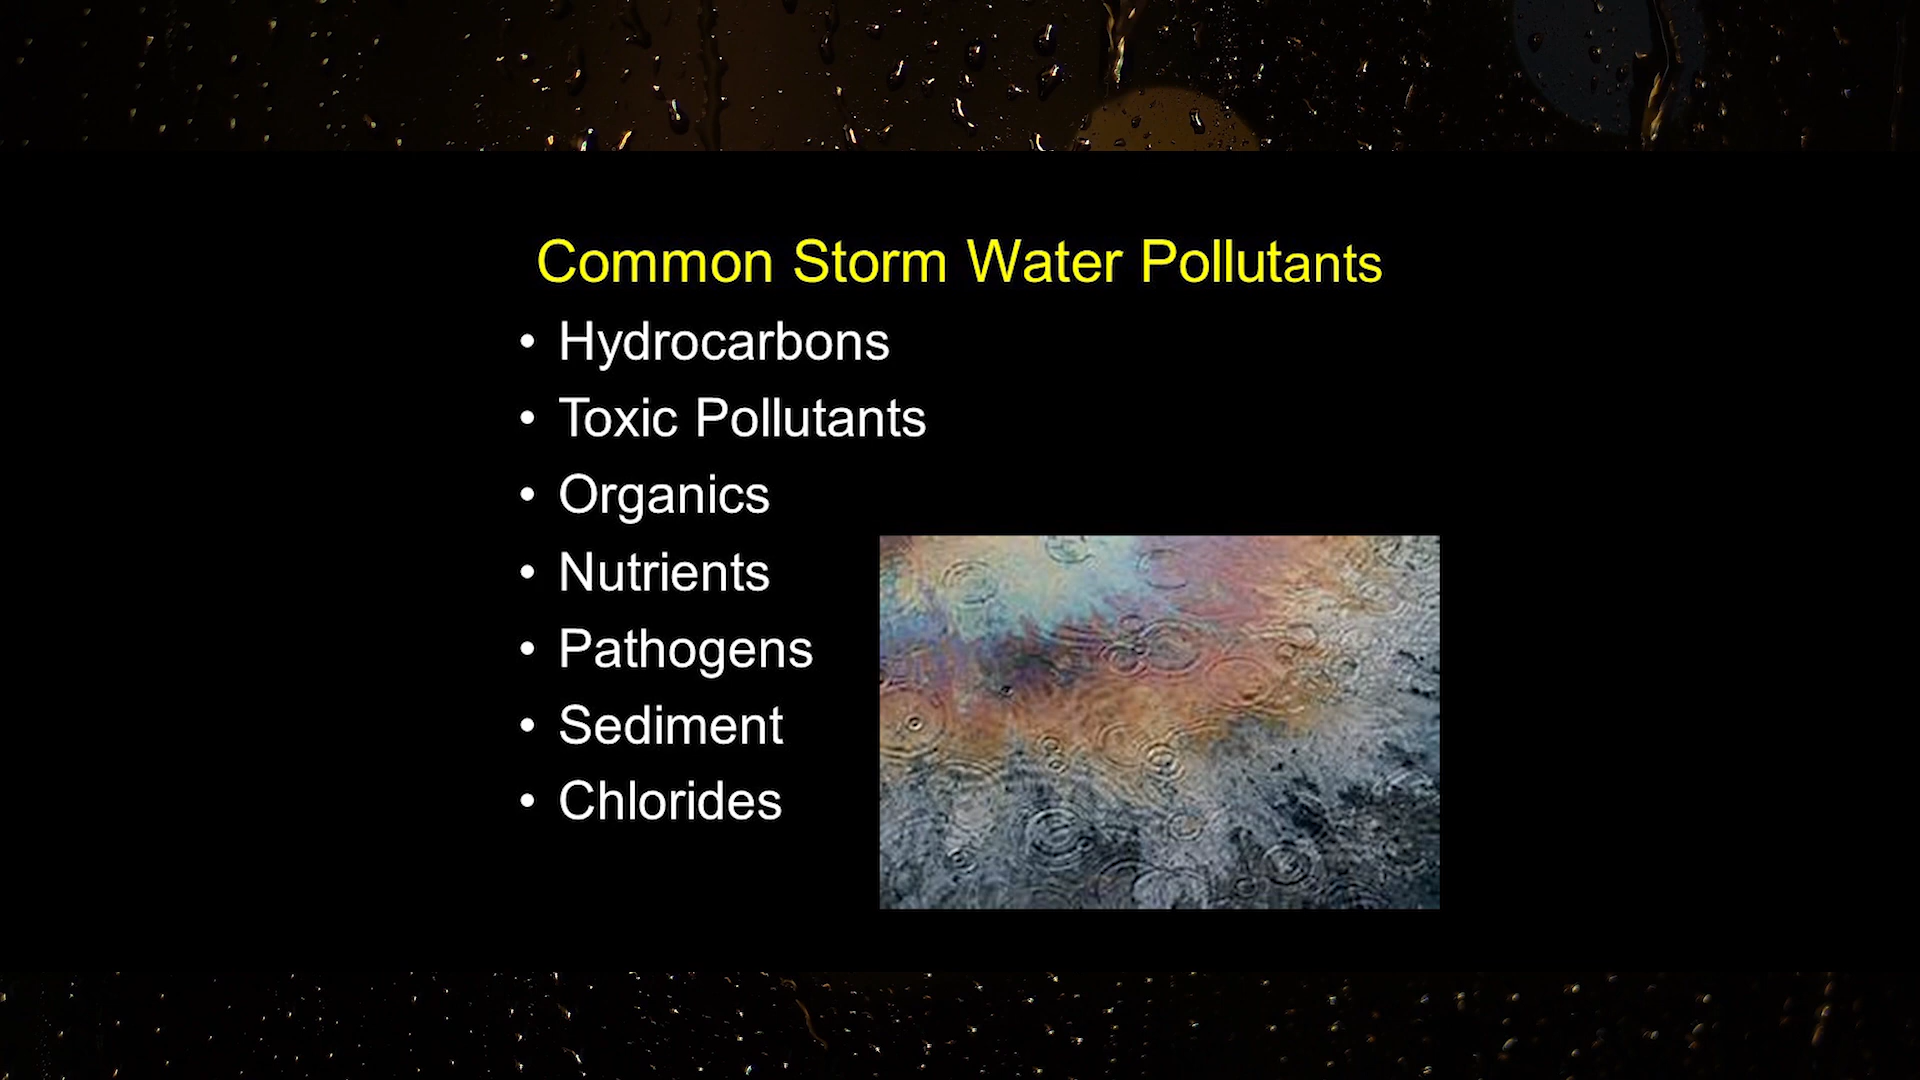 Common Storm Water Pollutants
• Hydrocarbons
• Toxic Pollutants
• Organics
• Nutrients
• Pathogens
• Sediment
• Chlorides